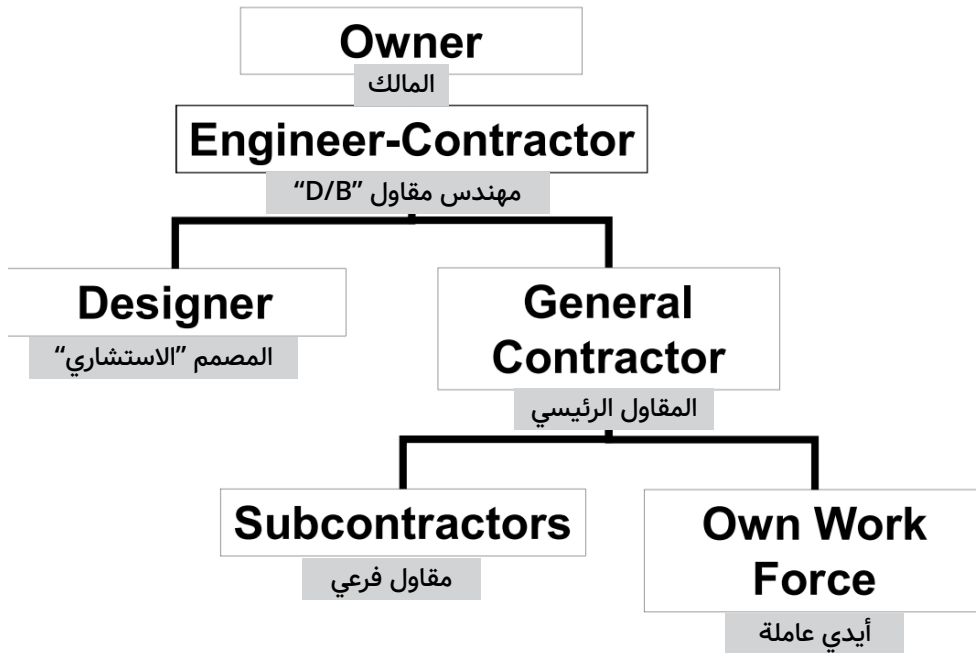 Owner
المالك
Engineer-Contractor
مهندس مقاول ”D/B“
Designer
المصمم ”الاستشاري“
General
Contractor
المقاول الرئيسي
Subcontractors
مقاول فرعي
Own Work
Force
أيدي عاملة